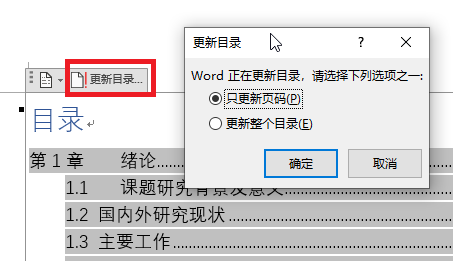 更新目录...
更新目录
Word 正在更新目录，请选择下列选项之一:
只更新页码(P)
更新整个目录(E)
确定
取消
目录
第 1 章 绪论
1.1 课题研究背景及意义
1.2 国内外研究现状
1.3 主要工作